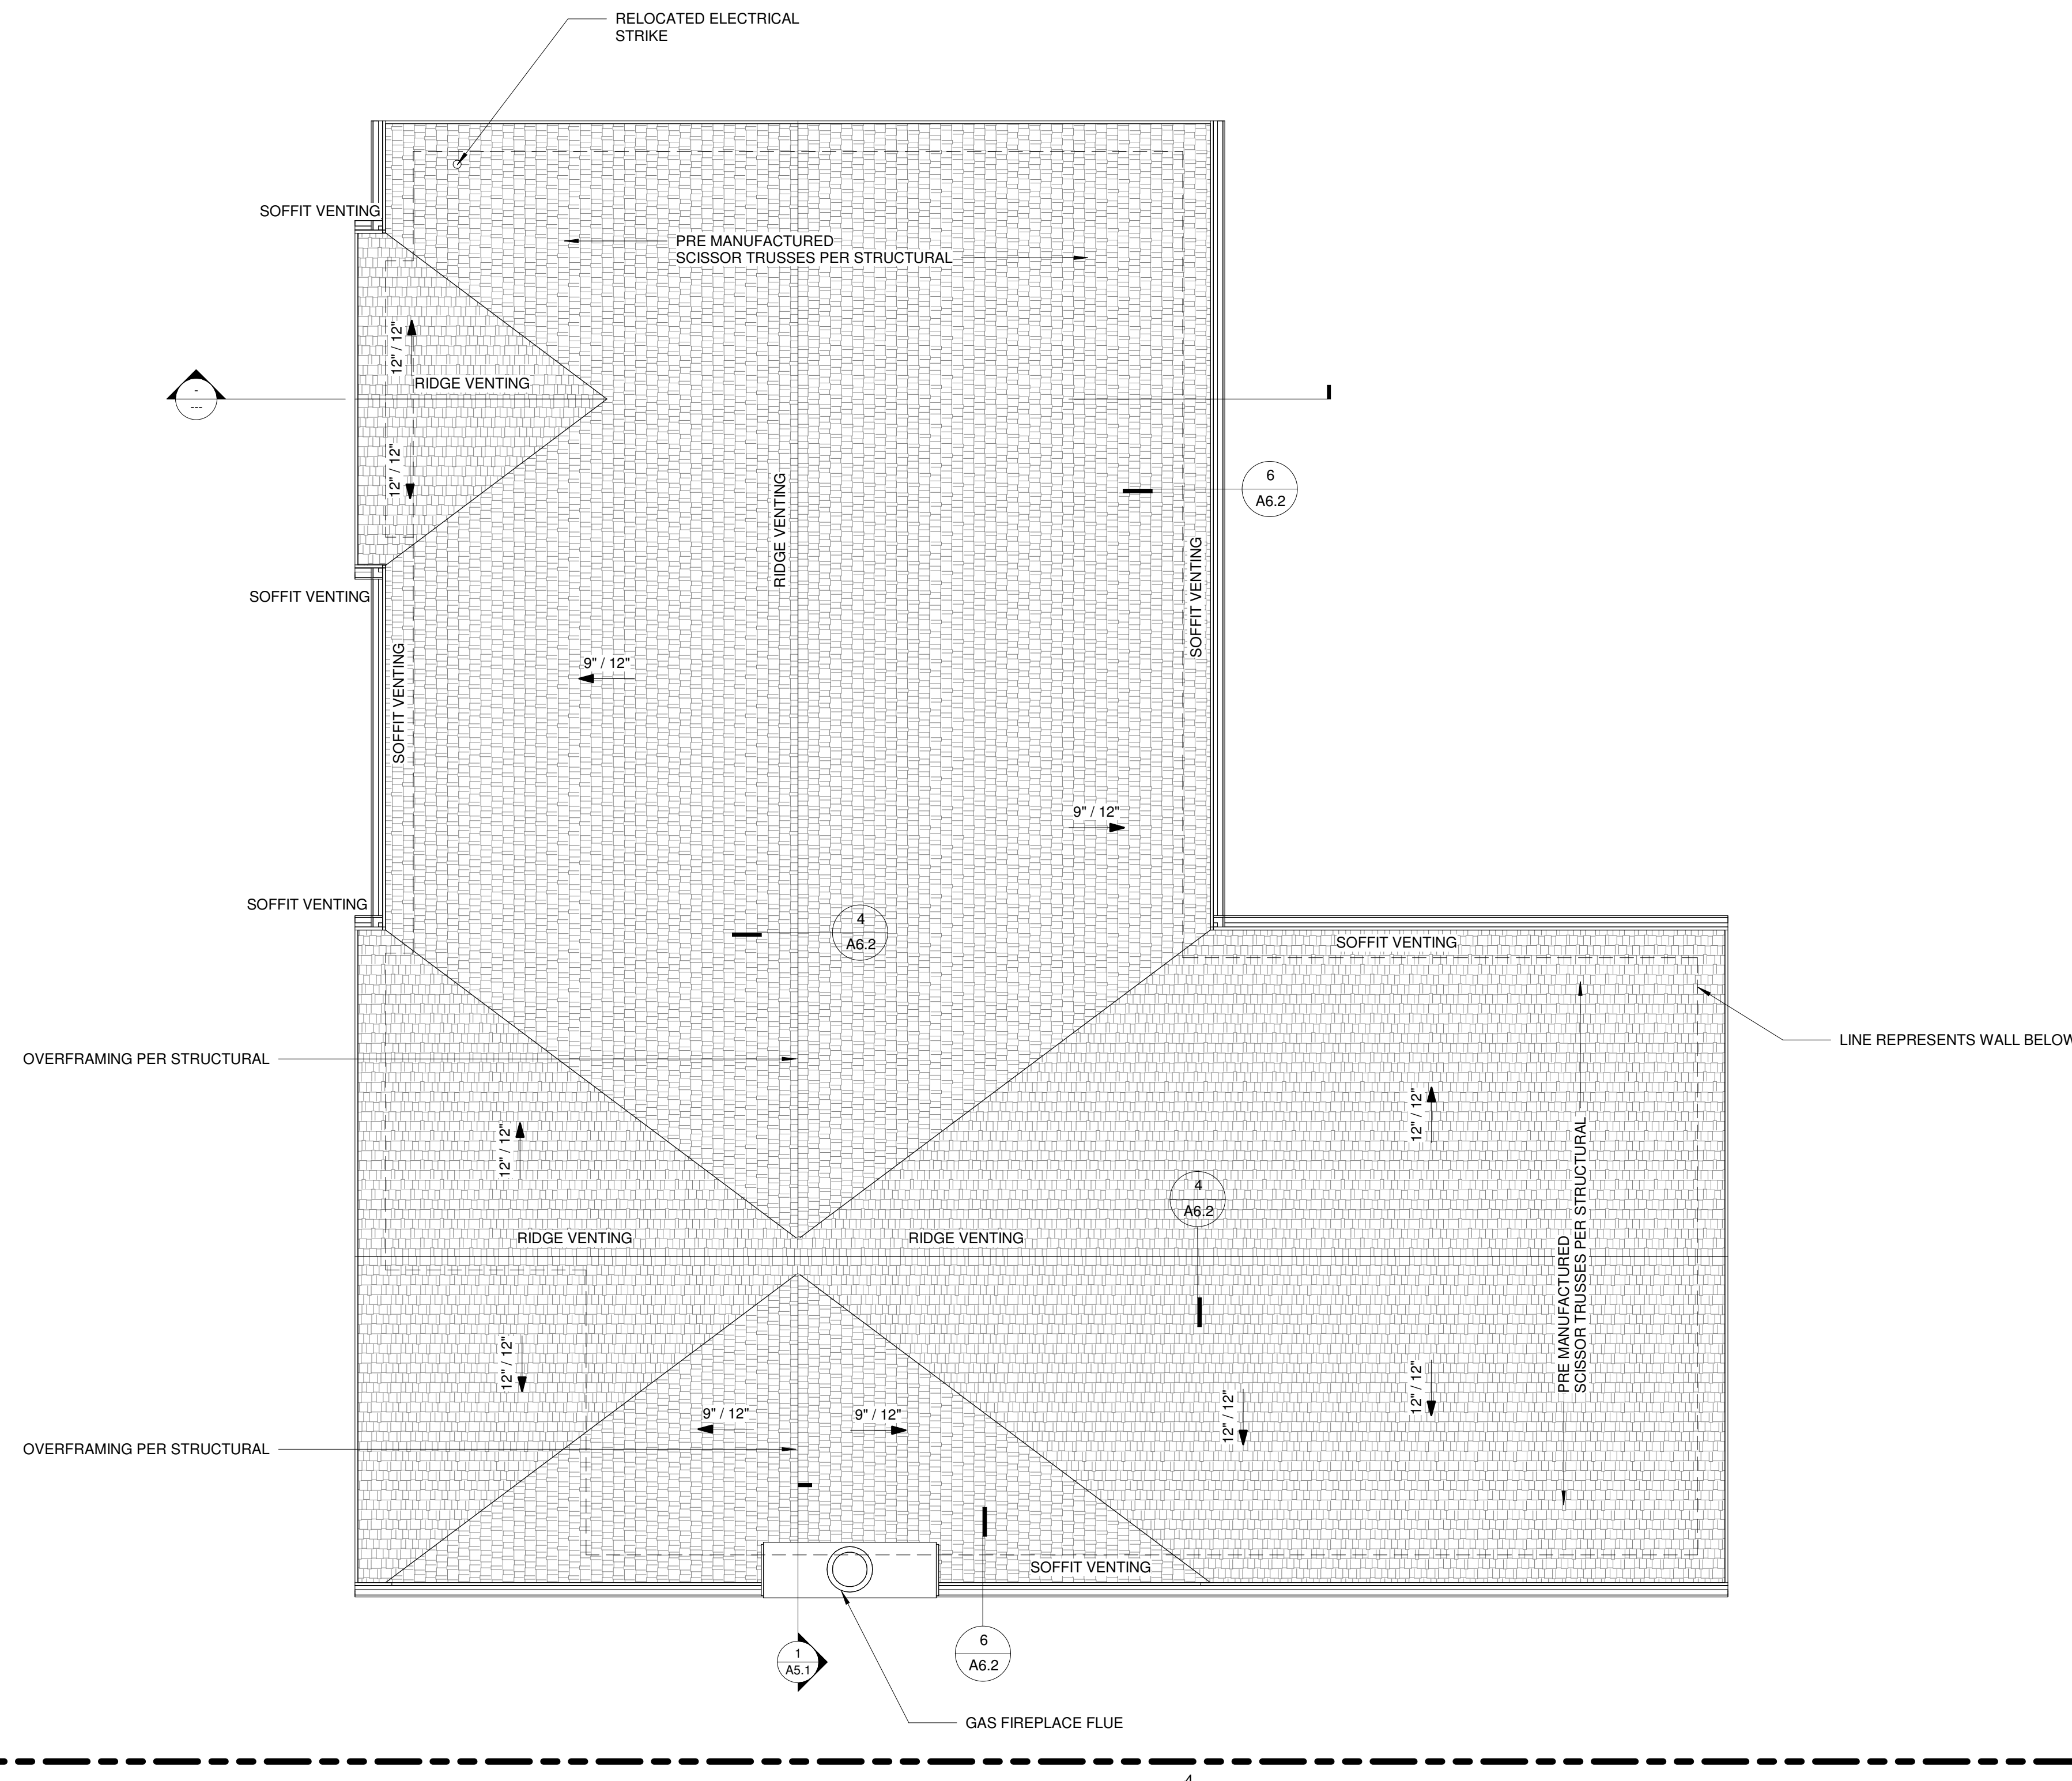 RELOCATED ELECTRICAL
STRIKE
SOFFIT VENTING
PRE MANUFACTURED
SCISSOR TRUSSES PER STRUCTURAL
12" / 12"
RIDGE VENTING
-
---
12" / 12"
6
A6.2
RIDGE VENTING
SOFFIT VENTING
SOFFIT VENTING
SOFFIT VENTING
9" / 12"
9" / 12"
SOFFIT VENTING
4
A6.2
SOFFIT VENTING
LINE REPRESENTS WALL BELOW
OVERFRAMING PER STRUCTURAL
12" / 12"
12" / 12"
4
A6.2
RIDGE VENTING
RIDGE VENTING
PRE MANUFACTURED
SCISSOR TRUSSES PER STRUCTURAL
12" / 12"
12" / 12"
12" / 12"
9" / 12"
9" / 12"
OVERFRAMING PER STRUCTURAL
SOFFIT VENTING
1
A5.1
6
A6.2
GAS FIREPLACE FLUE